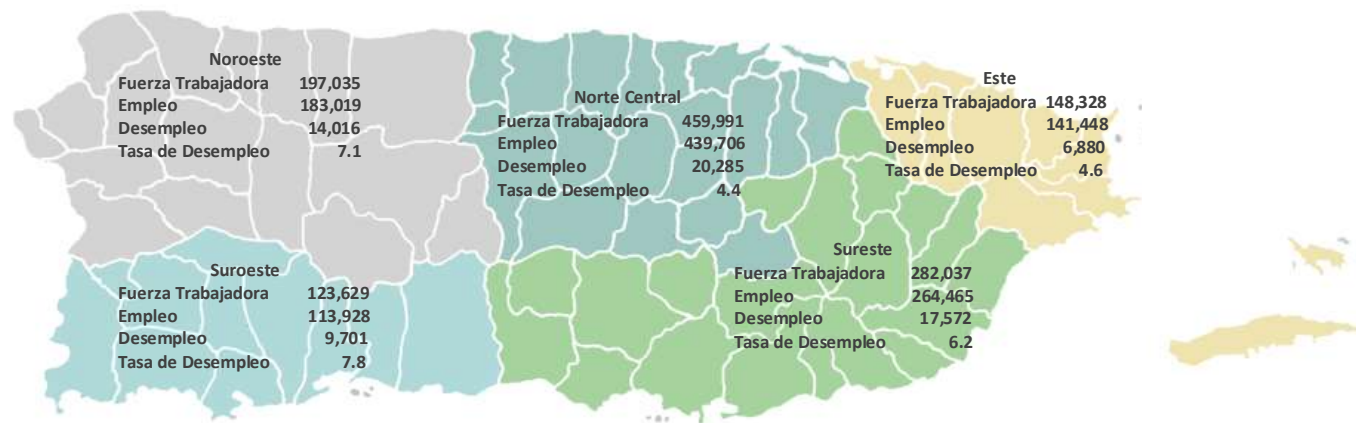 Noroeste
Fuerza Trabajadora 197,035
Empleo 183,019
Desempleo 14,016
Tasa de Desempleo 7.1
Norte Central
Fuerza Trabajadora 459,991
Empleo 439,706
Desempleo 20,285
Tasa de Desempleo 4.4
Este
Fuerza Trabajadora 148,328
Empleo 141,448
Desempleo 6,880
Tasa de Desempleo 4.6
Suroeste
Fuerza Trabajadora 123,629
Empleo 113,928
Desempleo 9,701
Tasa de Desempleo 7.8
Sureste
Fuerza Trabajadora 282,037
Empleo 264,465
Desempleo 17,572
Tasa de Desempleo 6.2